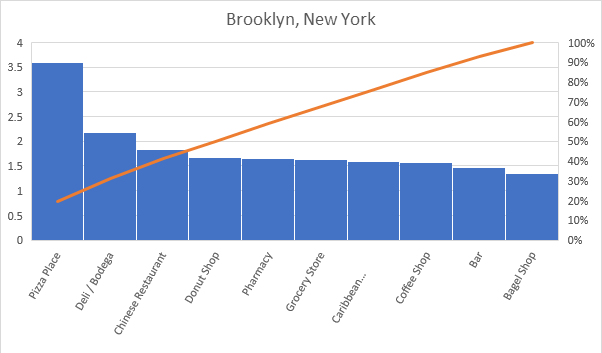 Brooklyn, New York
4
3.5
3
2.5
2
1.5
1
0.5
0
100%
90%
80%
70%
60%
50%
40%
30%
20%
10%
0%
Pizza Place
Deli / Bodega
Chinese Restaurant
Donut Shop
Pharmacy
Grocery Store
Caribbean...
Coffee Shop
Bar
Bagel Shop